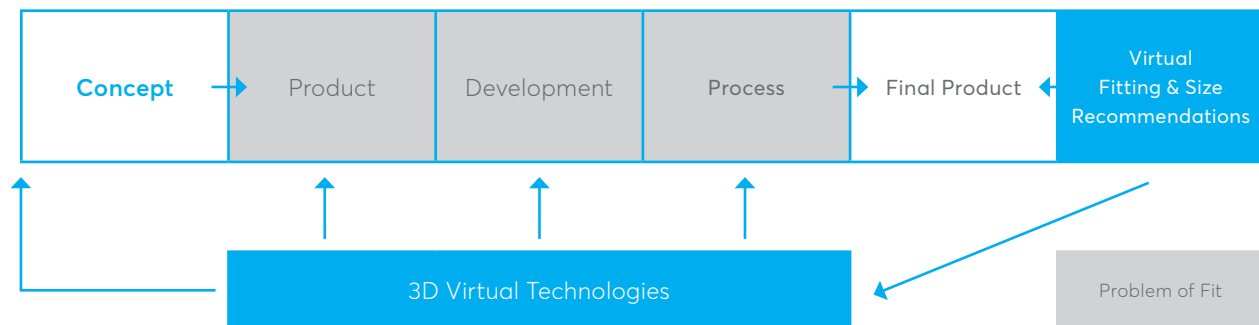 Concept
Product
Development
Process
Final Product
Virtual
Fitting & Size
Recommendations
3D Virtual Technologies
Problem of Fit